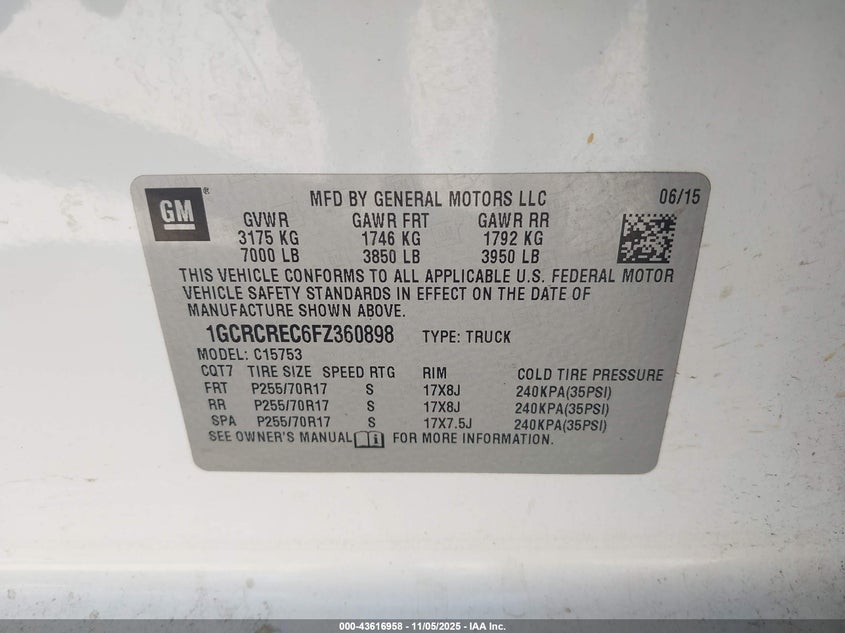 GM ® MFD BY GENERAL MOTORS LLC 06/15
GVWR GAWR FRT GAWR RR
3175 KG 1746 KG 1792 KG
7000 LB 3850 LB 3950 LB
THIS VEHICLE CONFORMS TO ALL APPLICABLE U.S. FEDERAL MOTOR
VEHICLE SAFETY STANDARDS IN EFFECT ON THE DATE OF
MANUFACTURE SHOWN ABOVE.
1GCRCREC6FZ360898 TYPE: TRUCK
MODEL: C15753
CQT7 TIRE SIZE SPEED RTG RIM COLD TIRE PRESSURE
FRT P255/70R17 S 17X8J 240KPA(35PSI)
RR P255/70R17 S 17X8J 240KPA(35PSI)
SPA P255/70R17 S 17X7.5J 240KPA(35PSI)
SEE OWNER'S MANUAL FOR MORE INFORMATION.
000-43616958 - 11/05/2025 - IAA Inc.